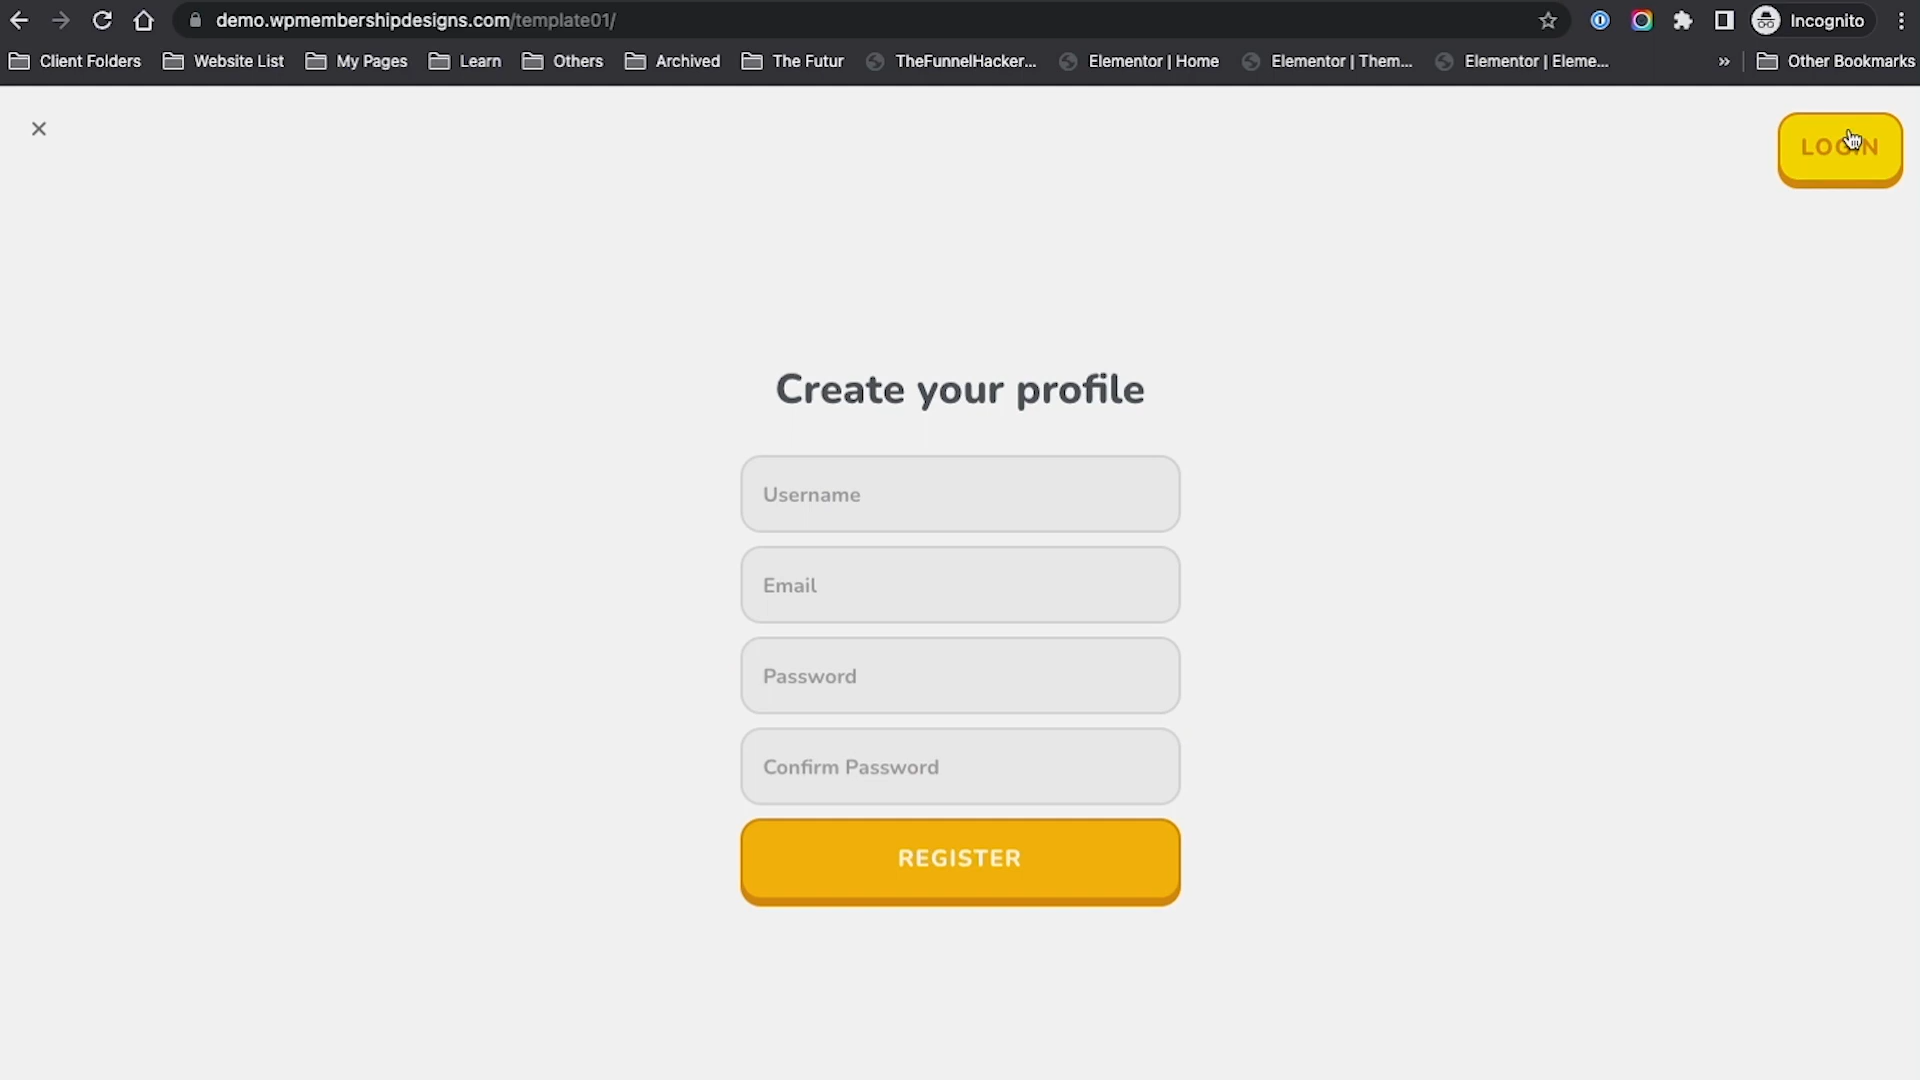 demo.wpmembershipdesigns.com/template01/
Incognito
Client Folders
Website List
My Pages
Learn
Others
Archived
The Futur
TheFunnelHacker...
Elementor | Home
Elementor | Them...
Elementor | Eleme...
»
Other Bookmarks
LOGIN
Create your profile
Username
Email
Password
Confirm Password
REGISTER